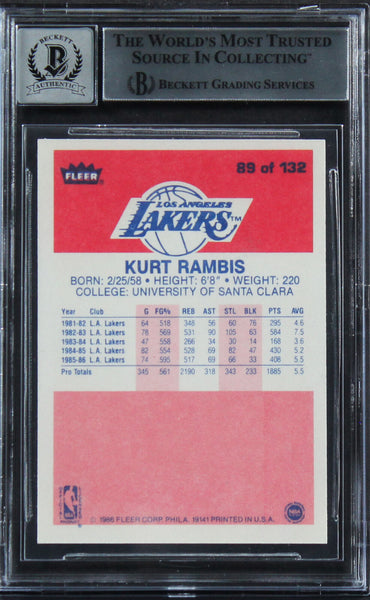 BECKETT
AUTHENTIC
THE WORLD'S MOST TRUSTED
SOURCE IN COLLECTING™
B BECKETT GRADING SERVICES
FLEER
89 of 132
LOS ANGELES
LAKERS™
KURT RAMBIS
BORN: 2/25/58 • HEIGHT: 6'8" • WEIGHT: 220
COLLEGE: UNIVERSITY OF SANTA CLARA
Year Club G FG% REB AST STL BLK PTS AVG
1981-82 L.A. Lakers 64 .518 348 56 60 76 295 4.6
1982-83 L.A. Lakers 78 .569 531 90 105 63 584 7.5
1983-84 L.A. Lakers 47 .558 266 34 30 14 168 3.6
1984-85 L.A. Lakers 82 .554 528 69 82 47 430 5.2
1985-86 L.A. Lakers 74 .595 517 69 66 33 408 5.5
Pro Totals 345 .561 2190 318 343 233 1885 5.5
NBA
© 1986 FLEER CORP. PHILA. 19141 PRINTED IN U.S.A.